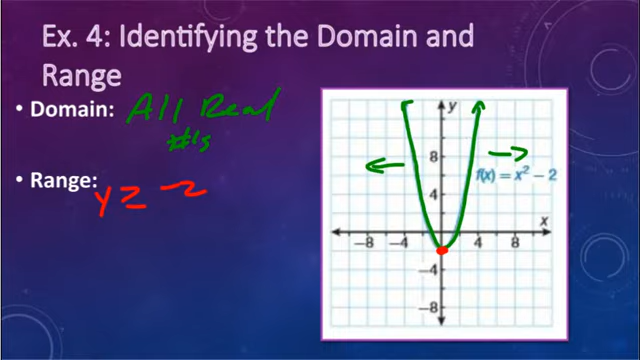 Ex. 4: Identifying the Domain and
Range
• Domain: All Real
#'s
• Range: y ≥ -2
y
8
f(x) = x² – 2
4
x
–8 –4 4 8
–4
–8